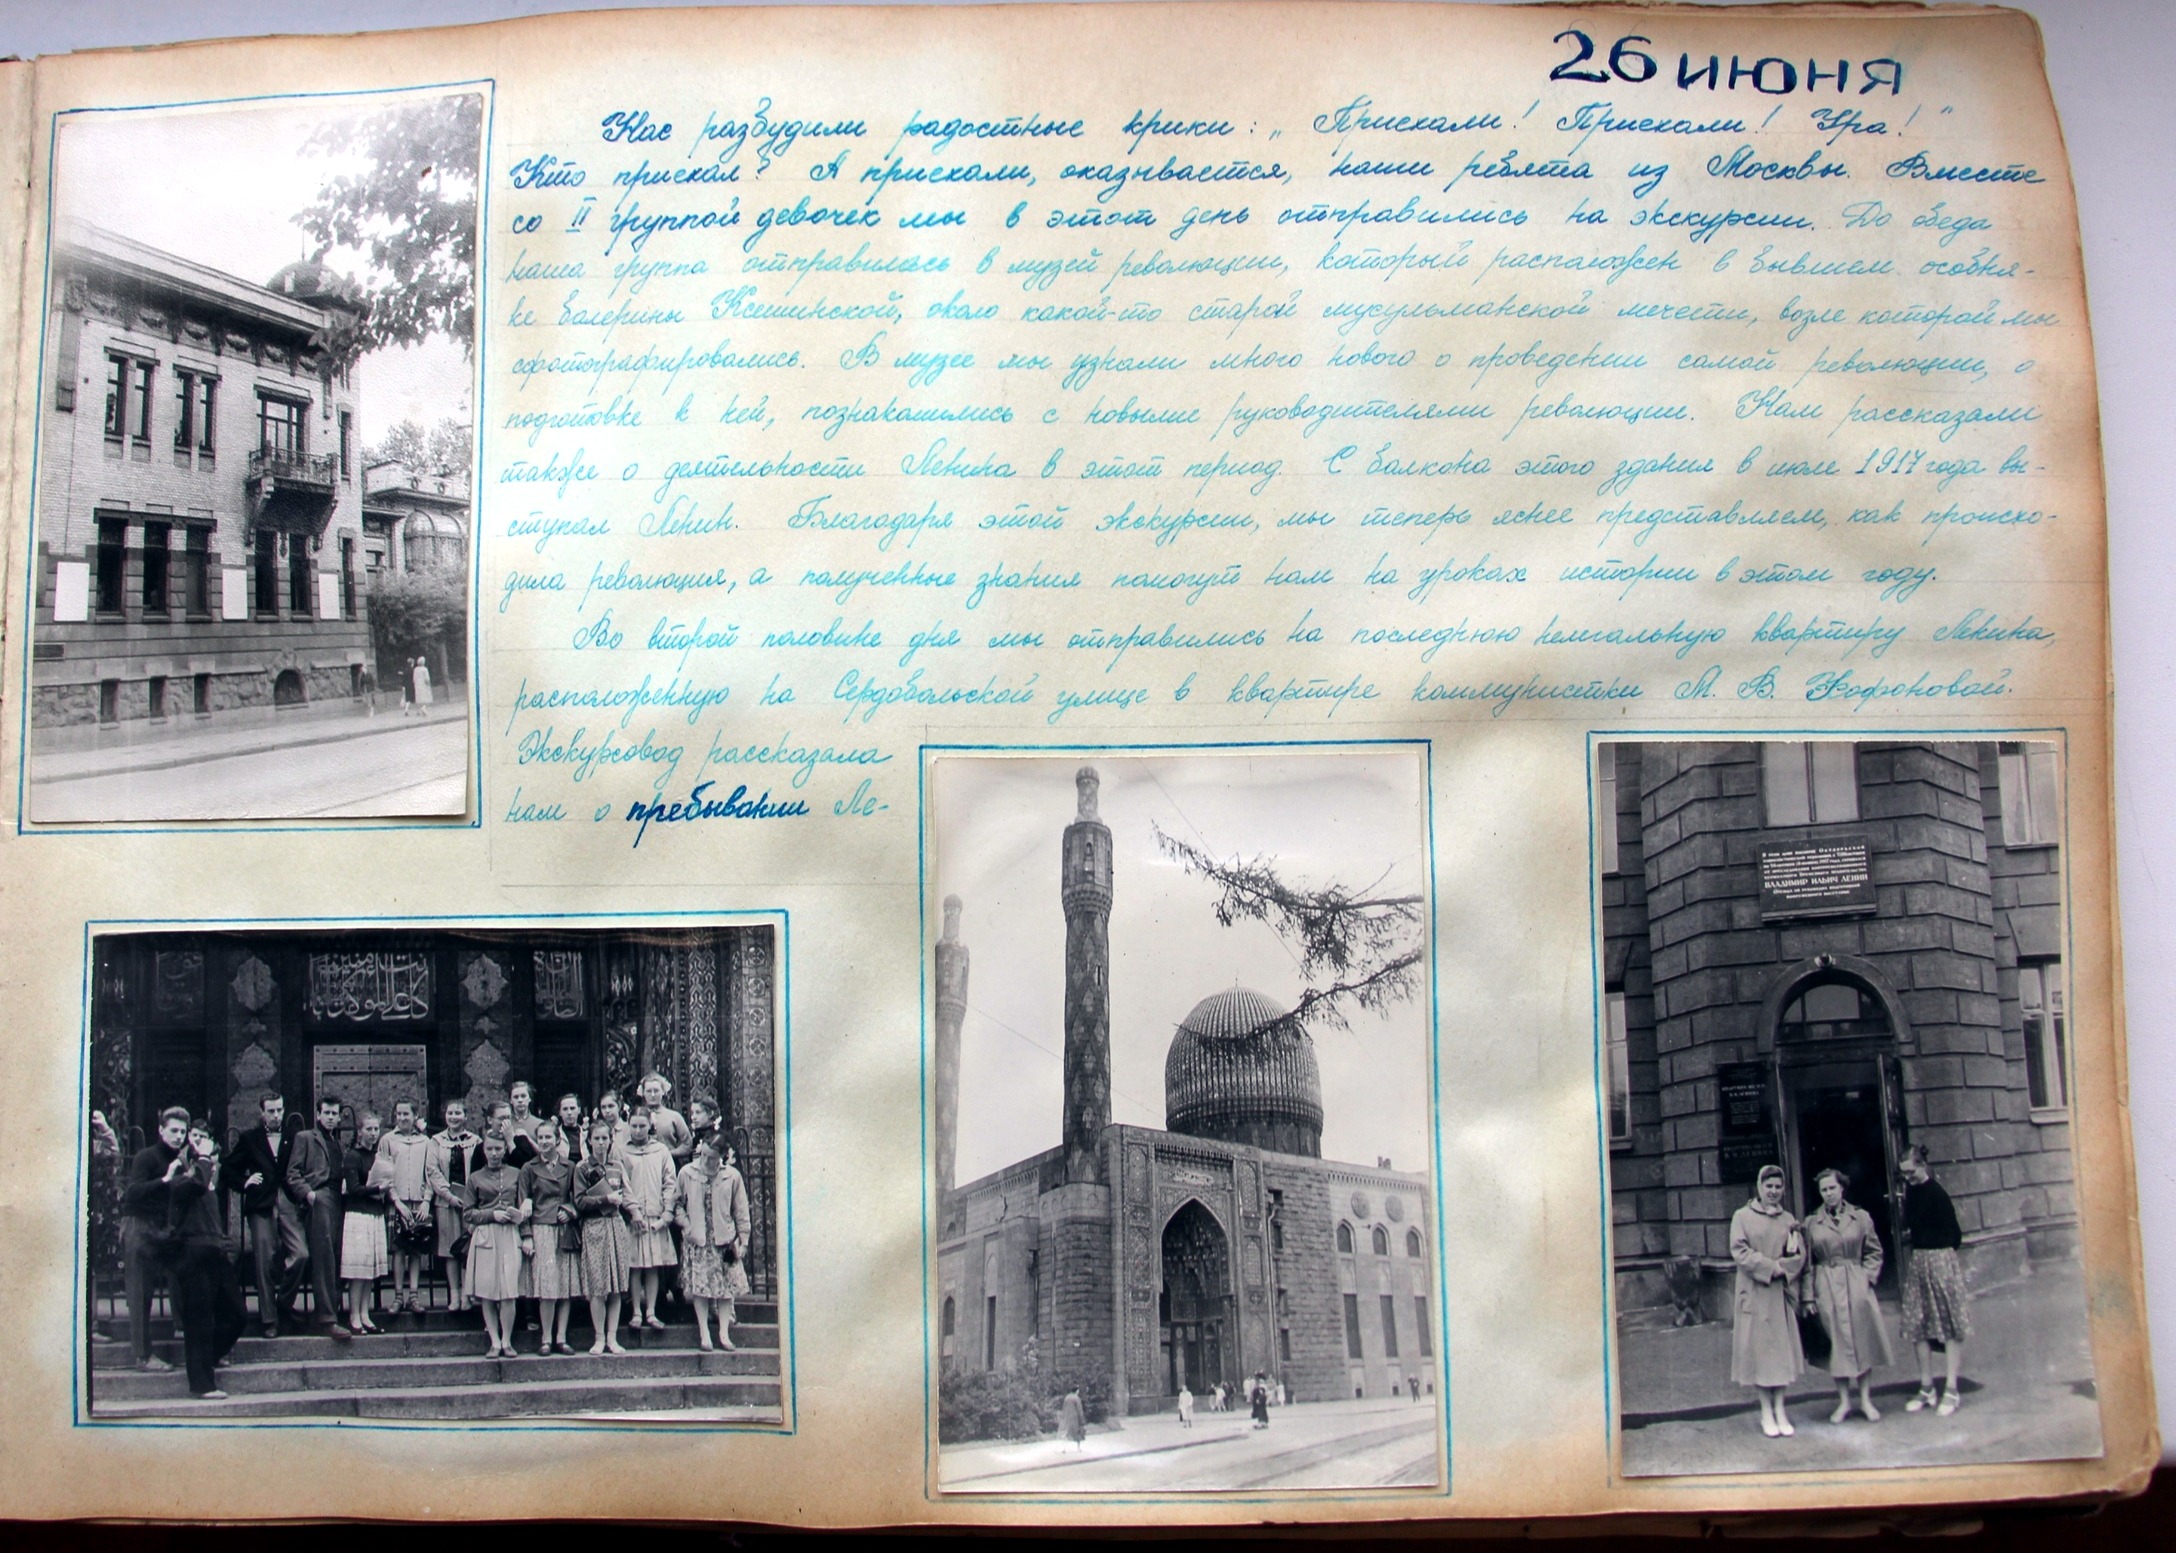 26 июня
Нас разбудили радостные крики: „Приехали! Приехали! Ура!"
Кто приехал? А приехали, оказывается, наши ребята из Москвы. Вместе
со II группой девочек мы в этот день отправились на экскурсии. До обеда
наша группа отправилась в музей революции, который расположен в бывшем особня-
ке балерины Ксешинской, около какой-то старой мусульманской мечети, возле которой мы
сфотографировались. В музее мы узнали много нового о проведении самой революции, о
подготовке к ней, познакомились с новыми руководителями революции. Нам рассказали
также о деятельности Ленина в этот период. С балкона этого здания в июле 1917 года вы-
ступал Ленин. Благодаря этой экскурсии, мы теперь яснее представляем, как происхо-
дила революция, а полученные знания помогут нам на уроках истории в этом году.
Во второй половине дня мы отправились на последнюю нелегальную квартиру Ленина,
расположенную на Сердобольской улице в квартире коммунистки М. В. Фофоновой.
Экскурсовод рассказала
нам о пребывании Ле-
ВЛАДИМИР ИЛЬИЧ ЛЕНИН